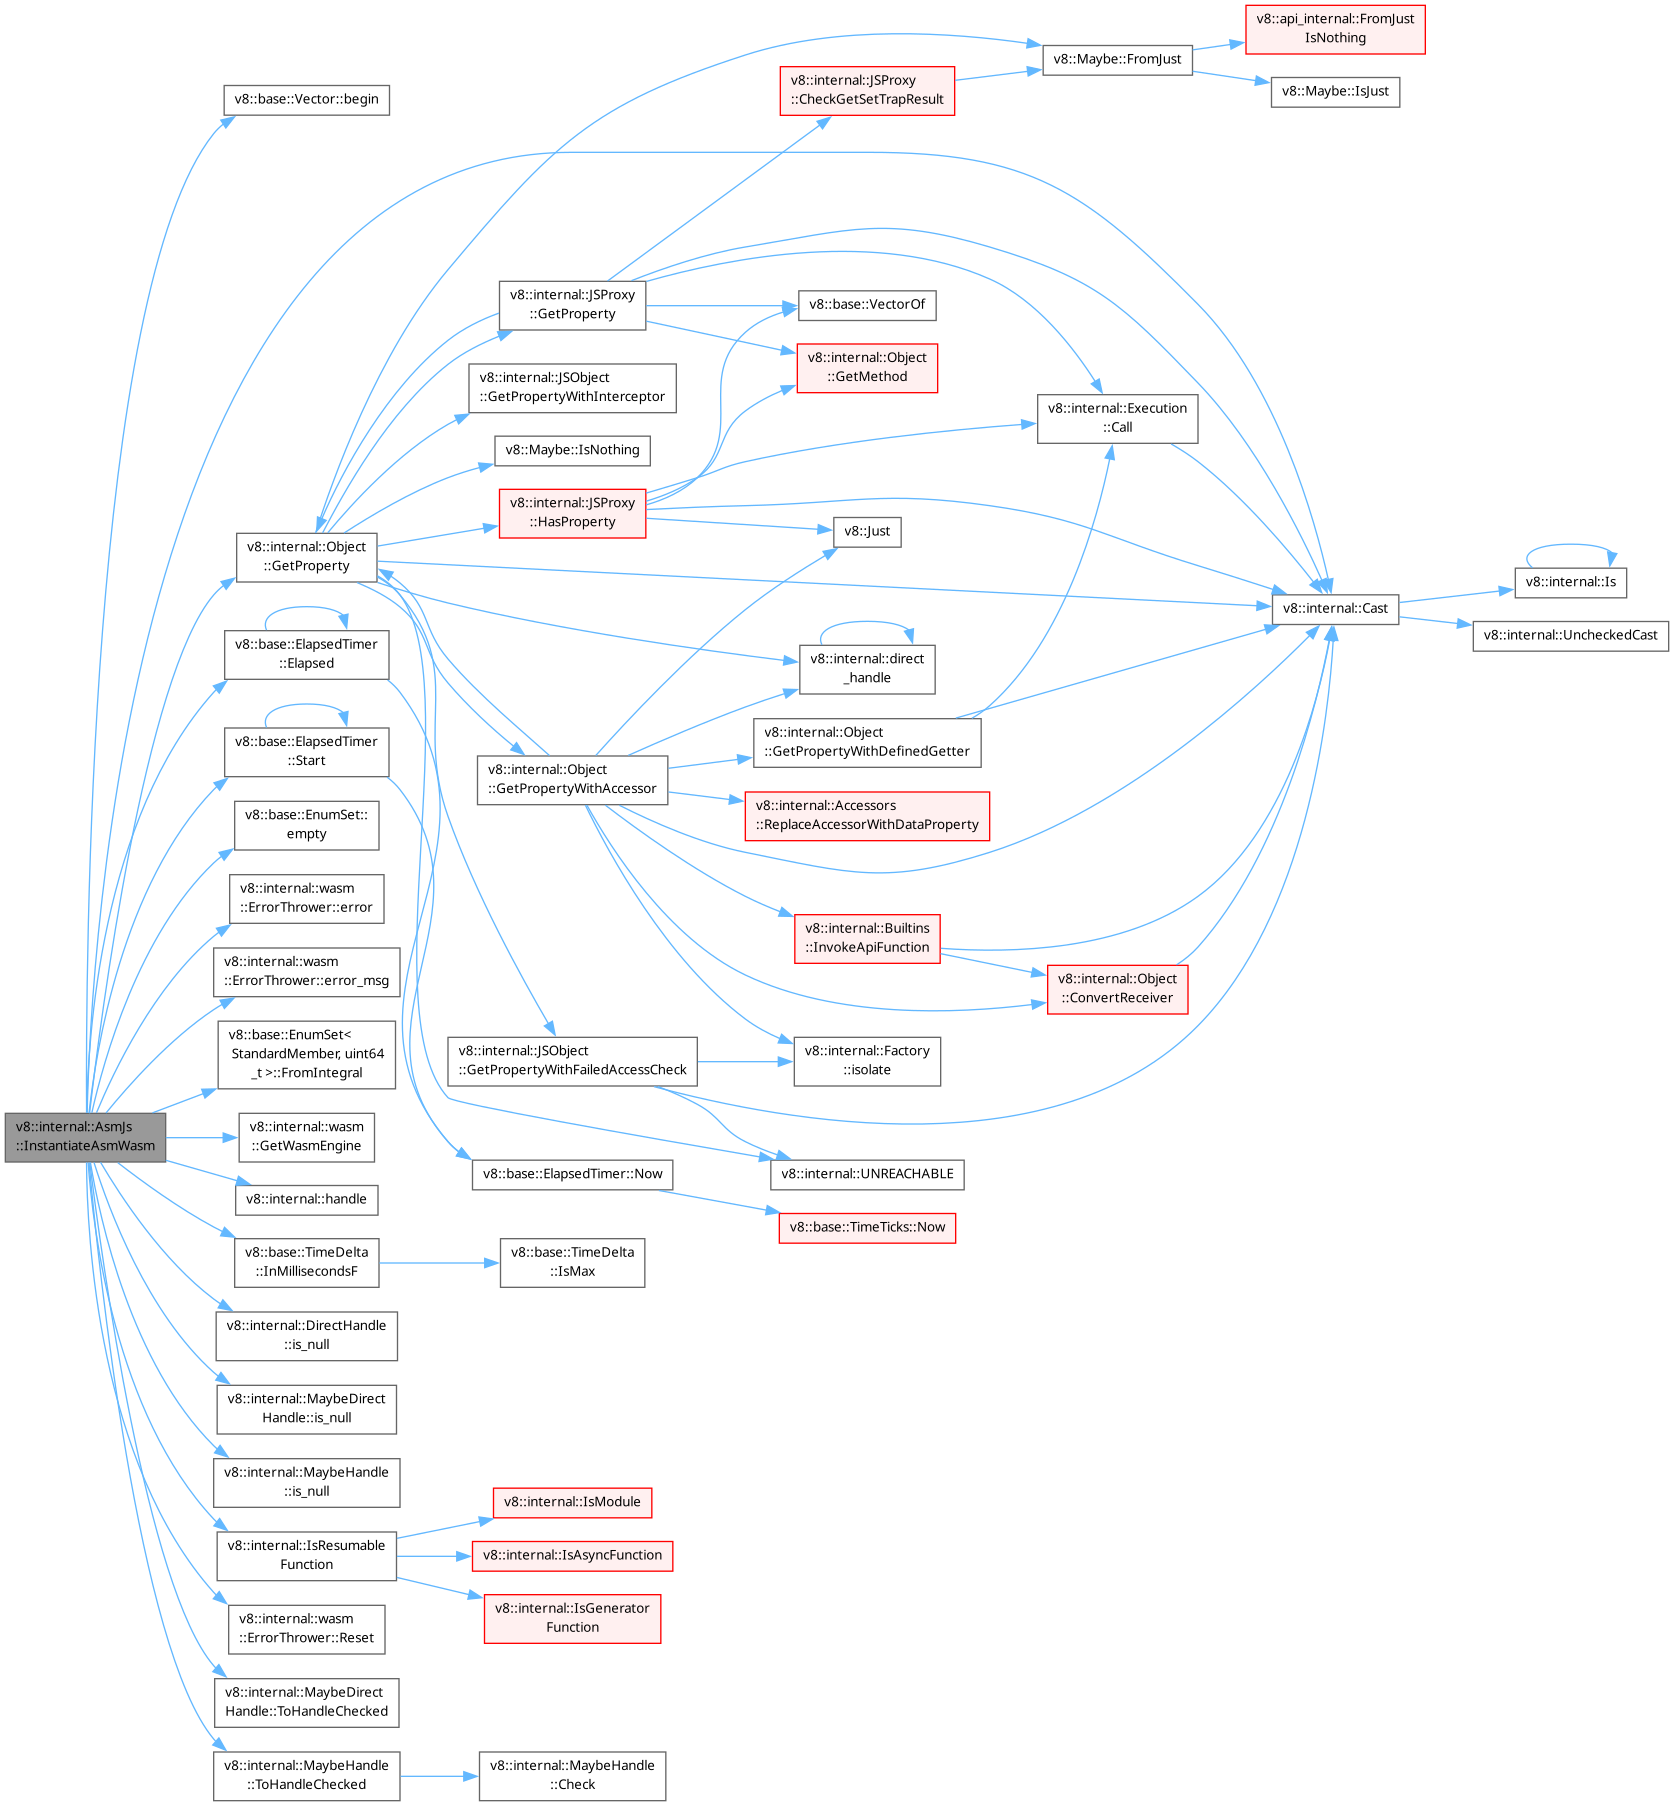 v8::api_internal::FromJust
IsNothing
v8::Maybe::FromJust
v8::Maybe::IsJust
v8::internal::JSProxy
::CheckGetSetTrapResult
v8::base::Vector::begin
v8::internal::JSProxy
::GetProperty
v8::base::VectorOf
v8::internal::Object
::GetMethod
v8::internal::JSObject
::GetPropertyWithInterceptor
v8::internal::Execution
::Call
v8::Maybe::IsNothing
v8::internal::JSProxy
::HasProperty
v8::Just
v8::internal::Object
::GetProperty
v8::internal::Is
v8::internal::Cast
v8::internal::UncheckedCast
v8::base::ElapsedTimer
::Elapsed
v8::internal::direct
_handle
v8::base::ElapsedTimer
::Start
v8::internal::Object
::GetPropertyWithDefinedGetter
v8::internal::Object
::GetPropertyWithAccessor
v8::internal::Accessors
::ReplaceAccessorWithDataProperty
v8::base::EnumSet::
empty
v8::internal::wasm
::ErrorThrower::error
v8::internal::Builtins
::InvokeApiFunction
v8::internal::wasm
::ErrorThrower::error_msg
v8::internal::Object
::ConvertReceiver
v8::base::EnumSet<
StandardMember, uint64
_t >::FromIntegral
v8::internal::JSObject
::GetPropertyWithFailedAccessCheck
v8::internal::Factory
::isolate
v8::internal::AsmJs
::InstantiateAsmWasm
v8::internal::wasm
::GetWasmEngine
v8::base::ElapsedTimer::Now
v8::internal::UNREACHABLE
v8::internal::handle
v8::base::TimeTicks::Now
v8::base::TimeDelta
::InMillisecondsF
v8::base::TimeDelta
::IsMax
v8::internal::DirectHandle
::is_null
v8::internal::MaybeDirect
Handle::is_null
v8::internal::MaybeHandle
::is_null
v8::internal::IsModule
v8::internal::IsResumable
Function
v8::internal::IsAsyncFunction
v8::internal::IsGenerator
Function
v8::internal::wasm
::ErrorThrower::Reset
v8::internal::MaybeDirect
Handle::ToHandleChecked
v8::internal::MaybeHandle
::ToHandleChecked
v8::internal::MaybeHandle
::Check